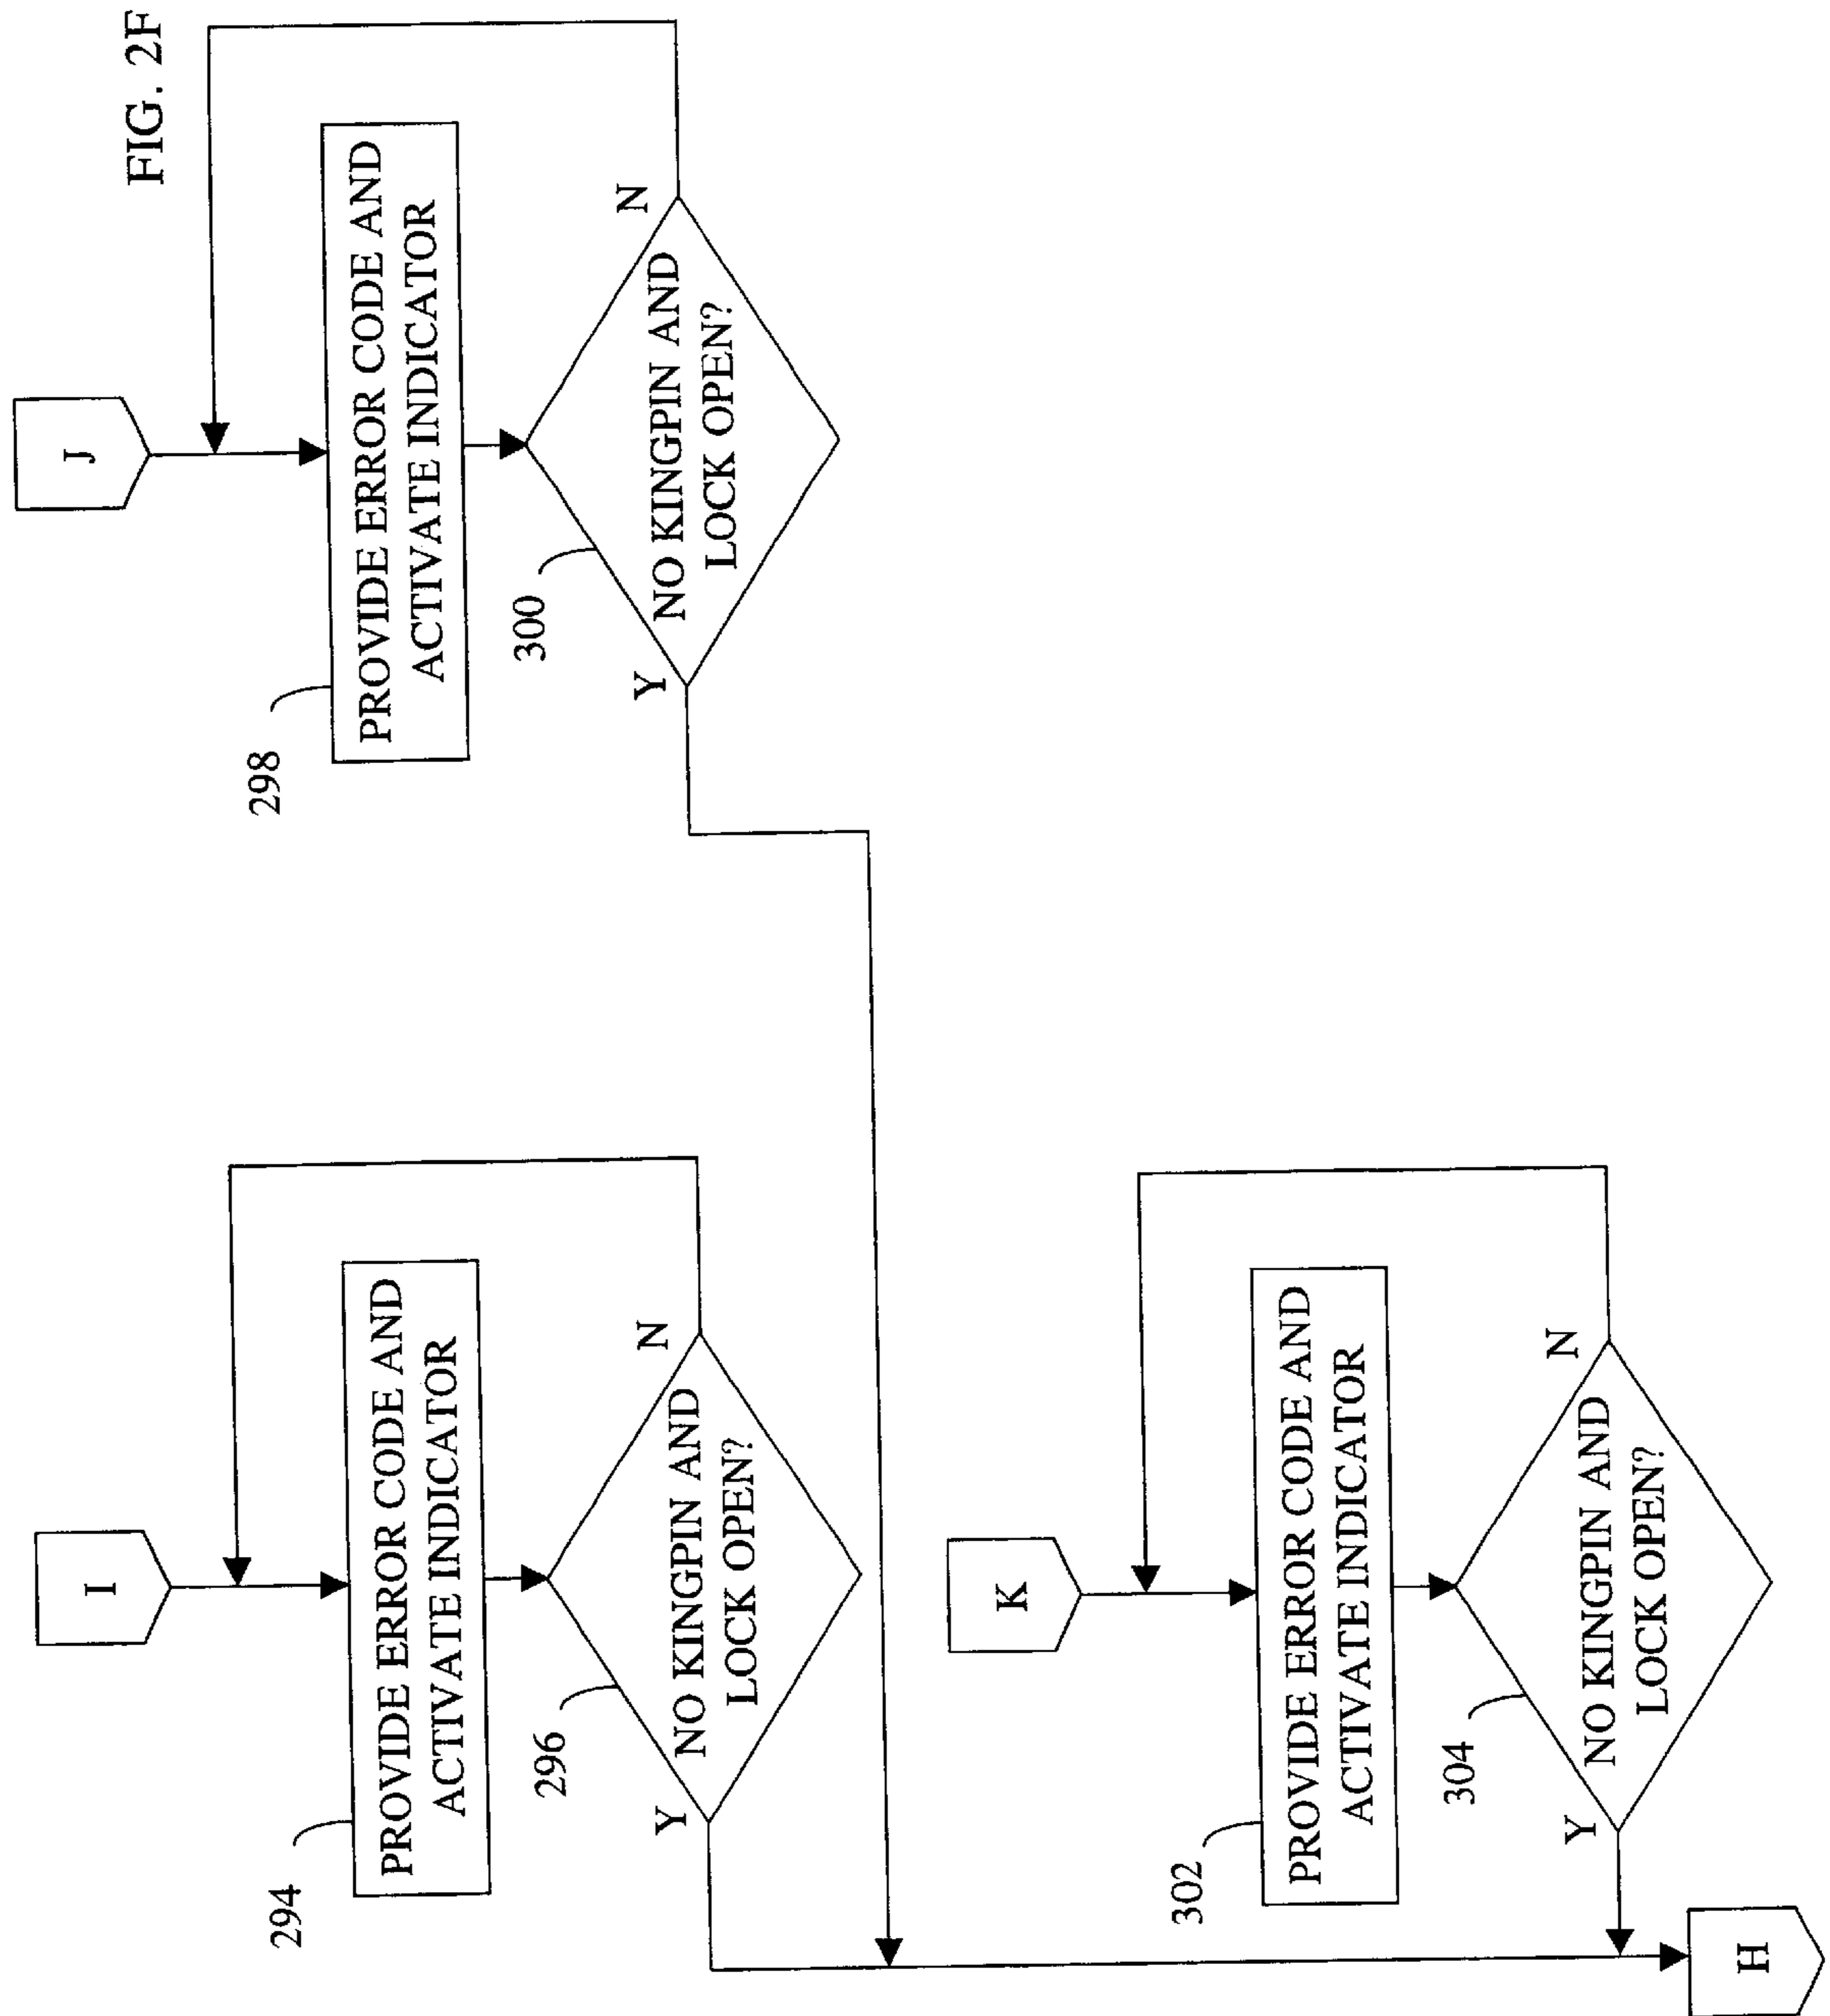 FIG. 2F
I
294
PROVIDE ERROR CODE AND
ACTIVATE INDICATOR
296
NO KINGPIN AND
LOCK OPEN?
Y
N
J
298
PROVIDE ERROR CODE AND
ACTIVATE INDICATOR
300
NO KINGPIN AND
LOCK OPEN?
Y
N
K
302
PROVIDE ERROR CODE AND
ACTIVATE INDICATOR
304
NO KINGPIN AND
LOCK OPEN?
Y
N
H